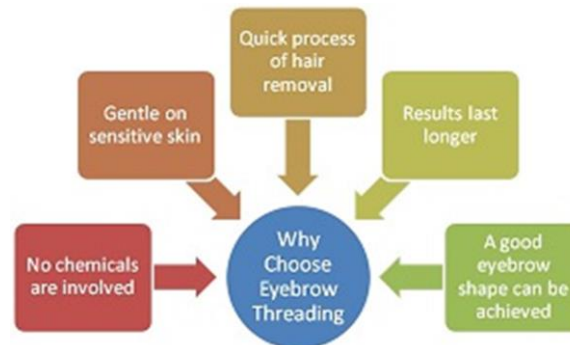 Quick process
of hair
removal
Gentle on
sensitive skin
Results last
longer
No chemicals
are involved
Why
Choose
Eyebrow
Threading
A good
eyebrow
shape can be
achieved